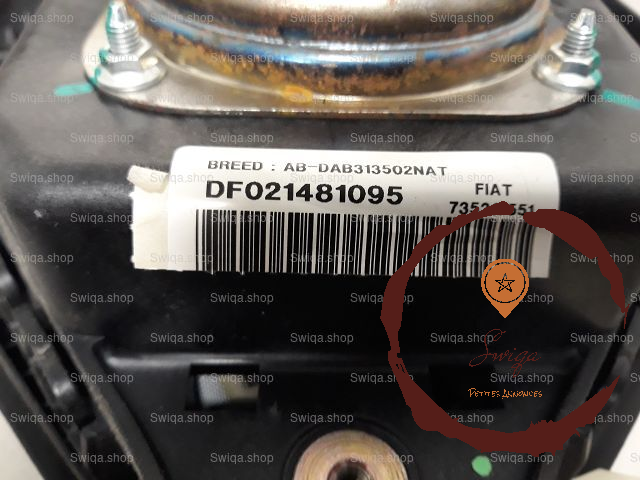 BREED : AB-DAB313502NAT
DF021481095
FIAT
Swiqa
PETITES ANNONCES
Swiqa.shop